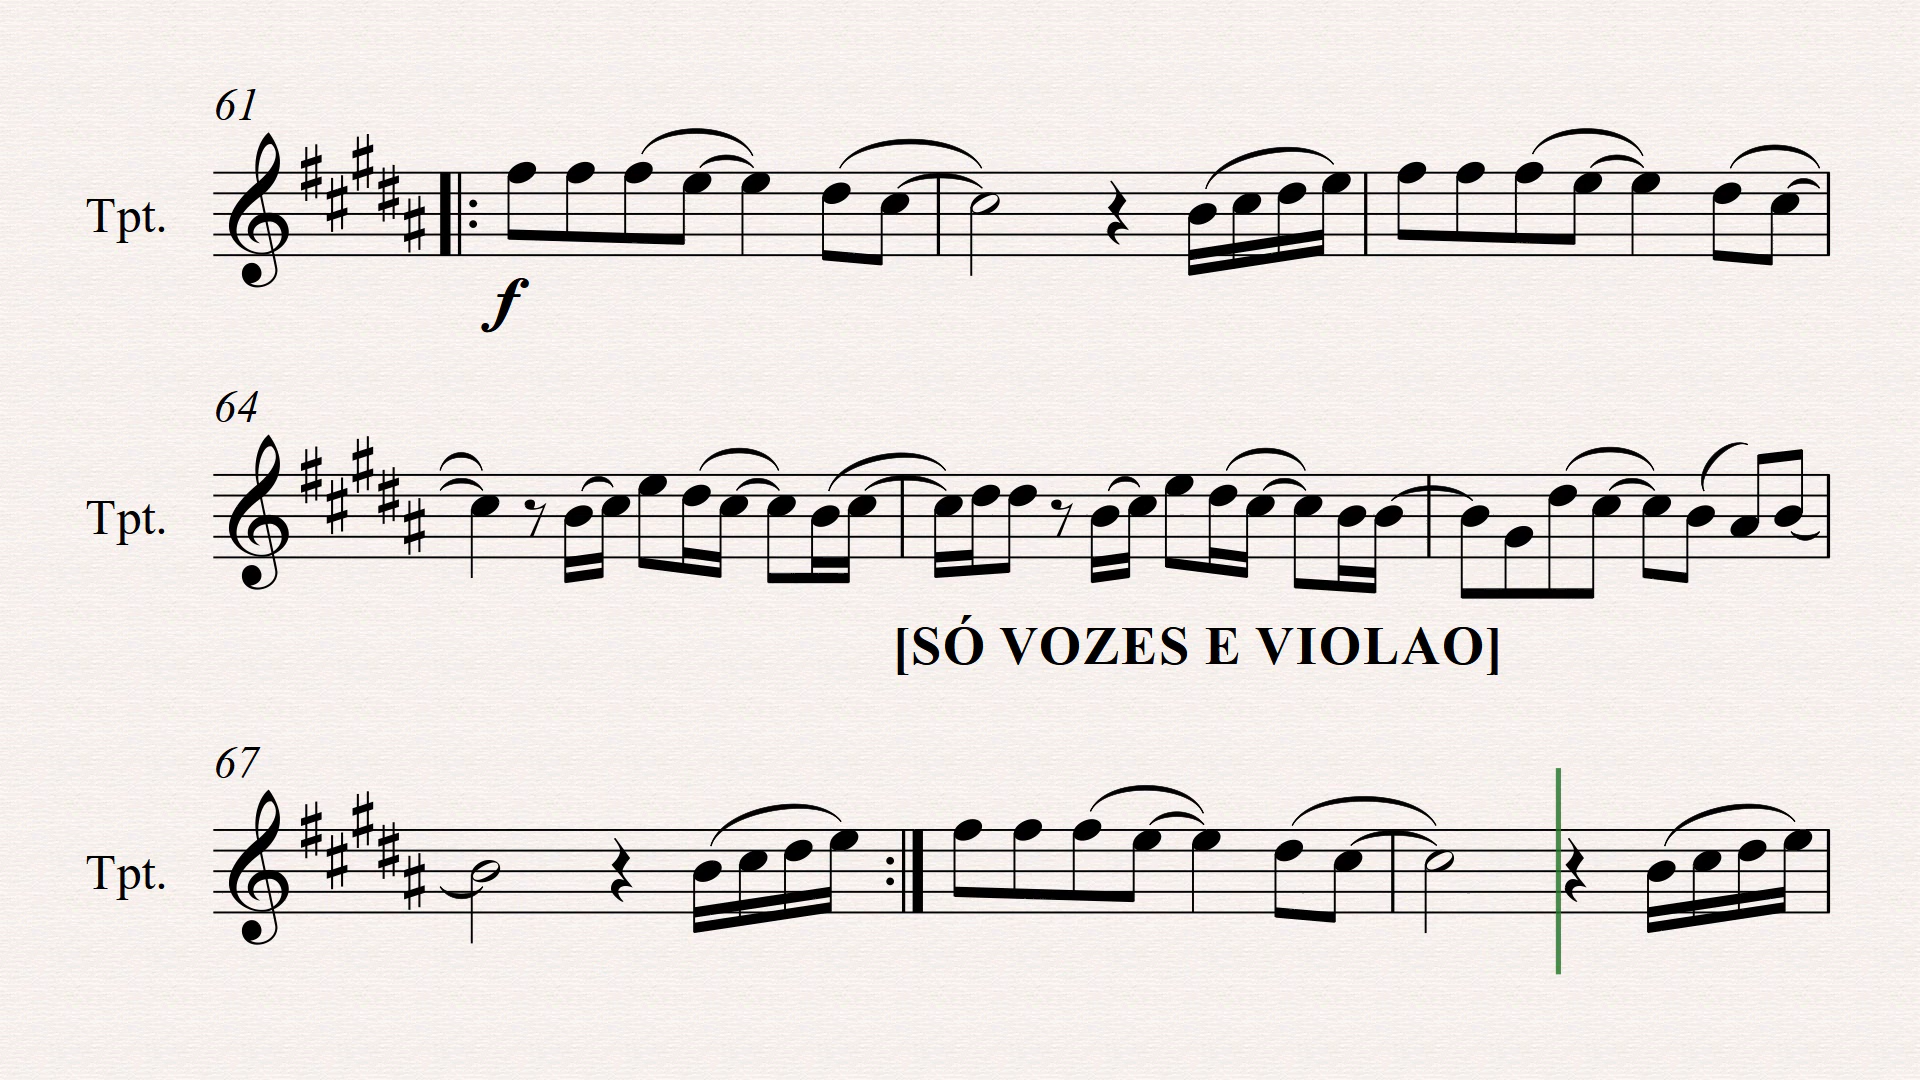 61
Tpt.
f
64
Tpt.
[SÓ VOZES E VIOLAO]
67
Tpt.